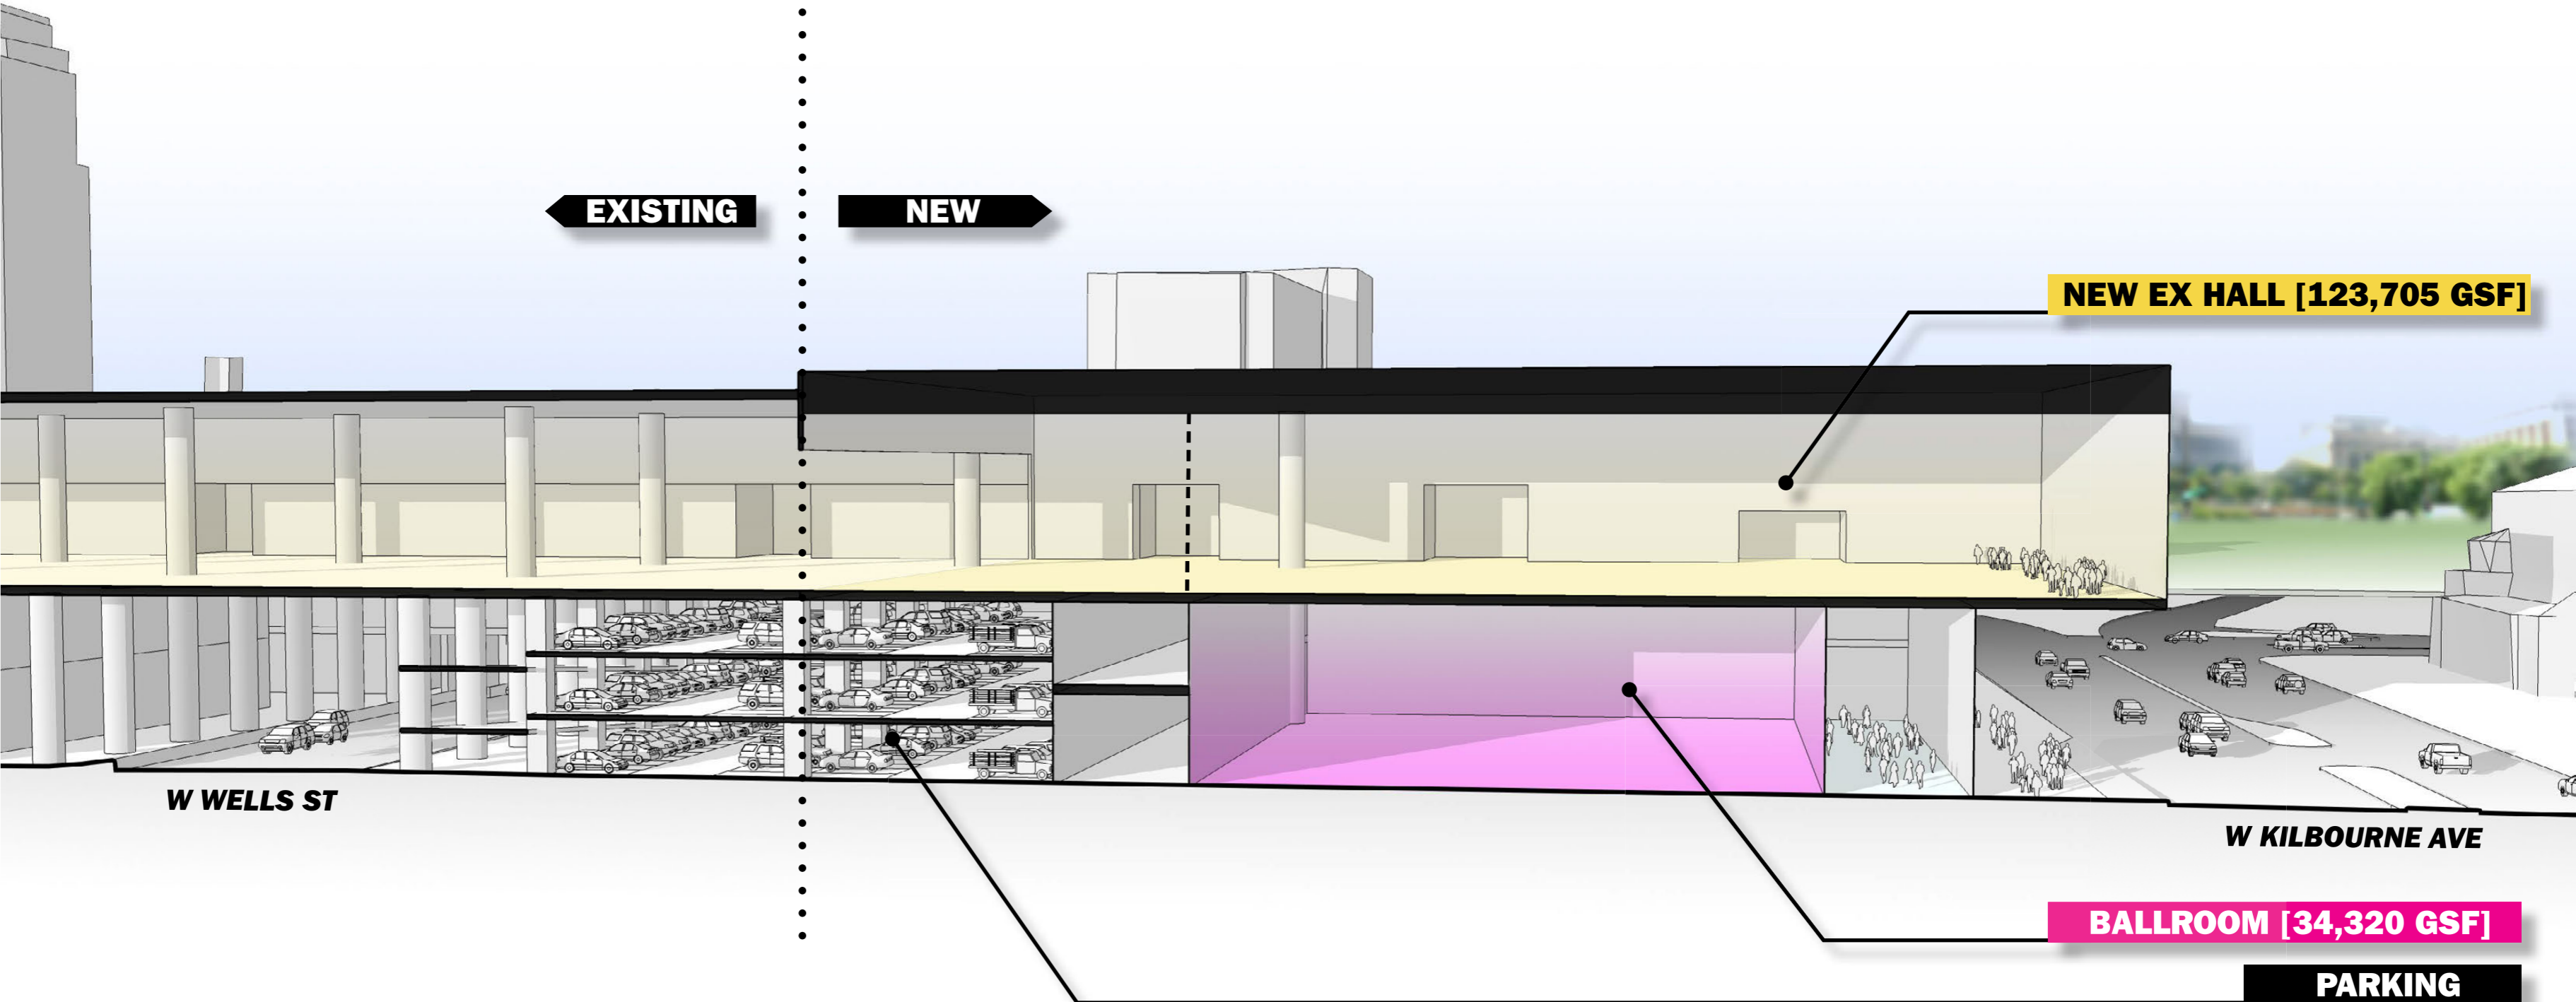 EXISTING
NEW
NEW EX HALL [123,705 GSF]
W WELLS ST
W KILBOURNE AVE
BALLROOM [34,320 GSF]
PARKING